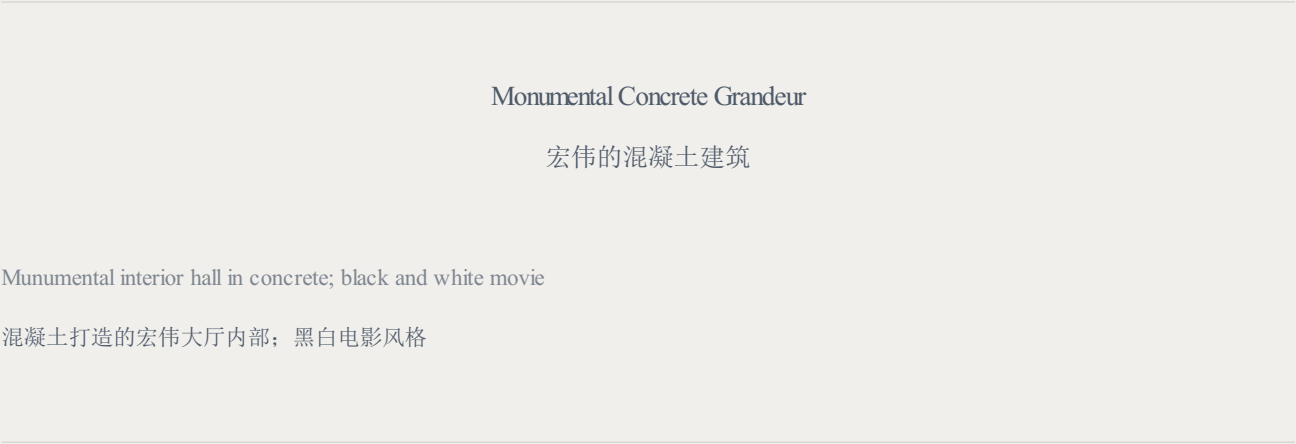 Monumental Concrete Grandeur
宏伟的混凝土建筑
Munumental interior hall in concrete; black and white movie
混凝土打造的宏伟大厅内部；黑白电影风格